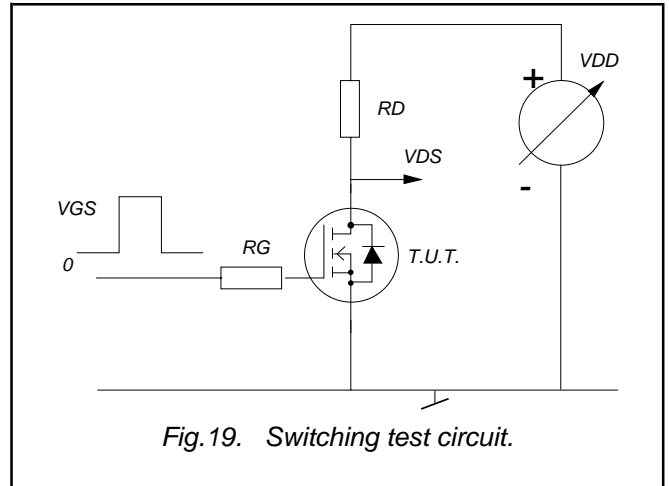 VDD
+
RD
VDS
-
VGS
0
RG
T.U.T.
Fig.19. Switching test circuit.